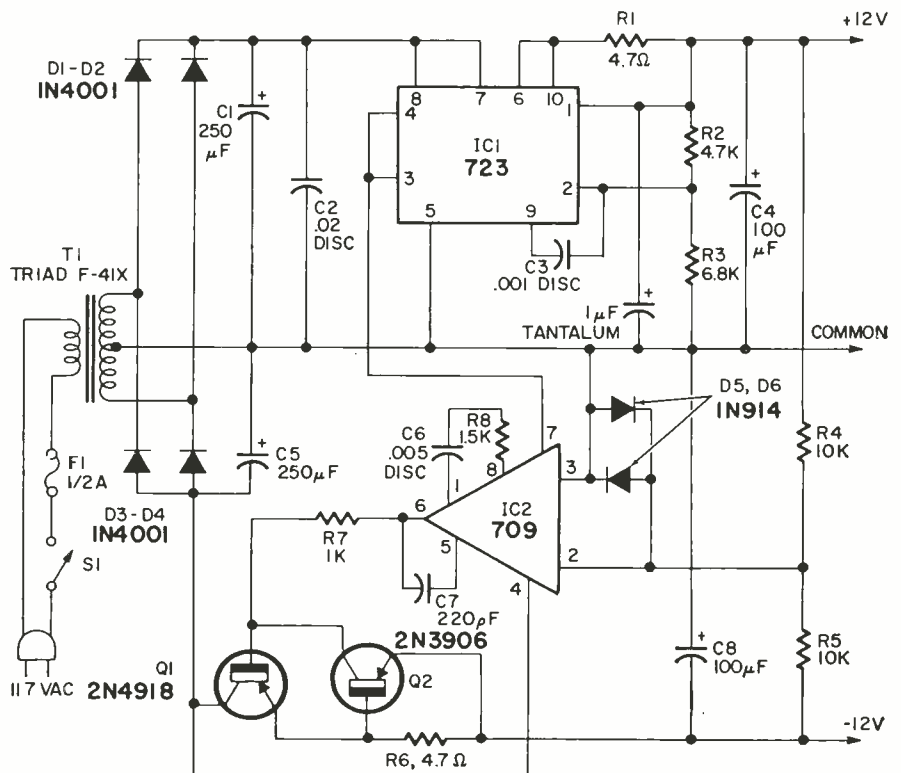 R1
4.7Ω
+12V
D1-D2
1N4001
C1
250
µF
+
8
7
6
10
4
1
IC1
723
3
2
5
9
C2
.02
DISC
C3
.001 DISC
R2
4.7K
R3
6.8K
+
C4
100
µF
T1
TRIAD F-41X
+
1µF
TANTALUM
COMMON
D5, D6
1N914
F1
1/2A
+
C5
250µF
C6
.005
DISC
R8
1.5K
7
8
1
3
R4
10K
D3-D4
1N4001
6
IC2
709
5
2
4
R7
1K
S1
C7
220pF
2N3906
+
C8
100µF
R5
10K
117 VAC
Q1
2N4918
Q2
R6, 4.7Ω
-12V